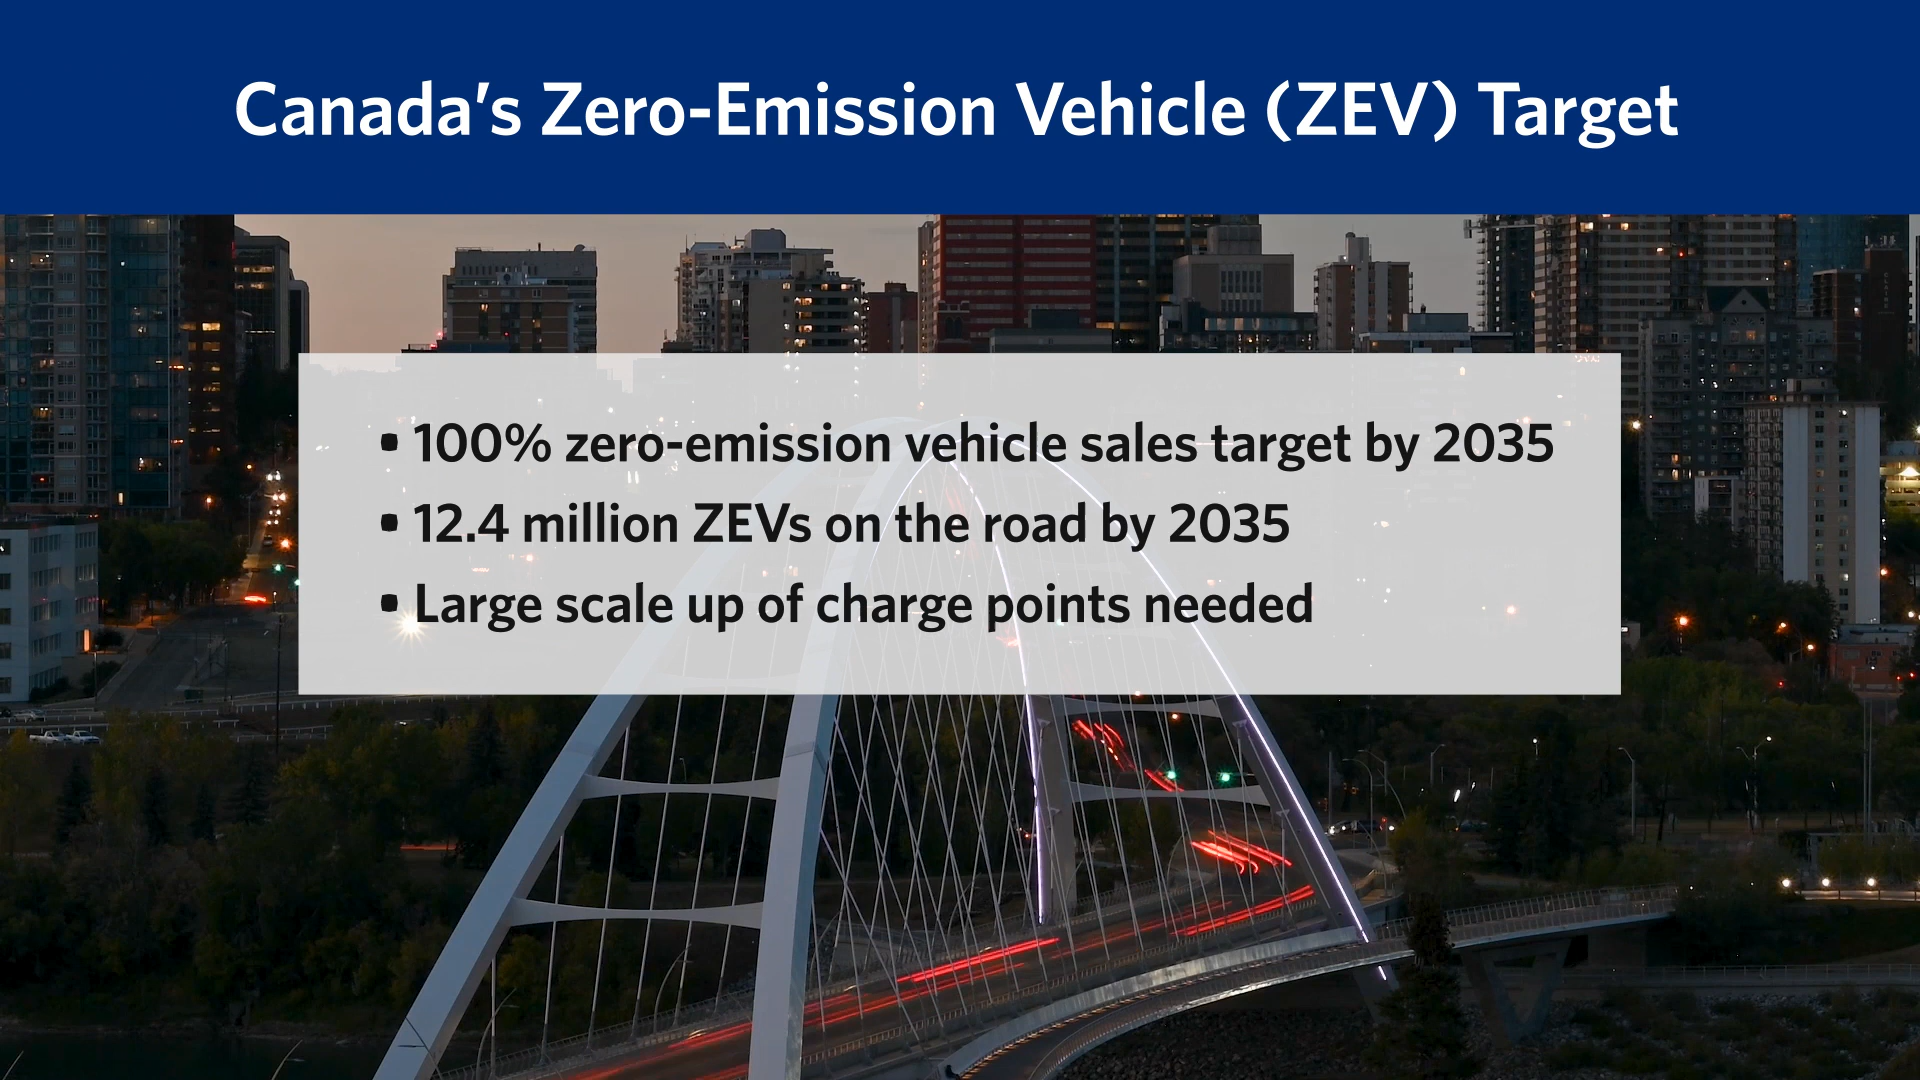 Canada's Zero-Emission Vehicle (ZEV) Target
• 100% zero-emission vehicle sales target by 2035
• 12.4 million ZEVs on the road by 2035
• Large scale up of charge points needed